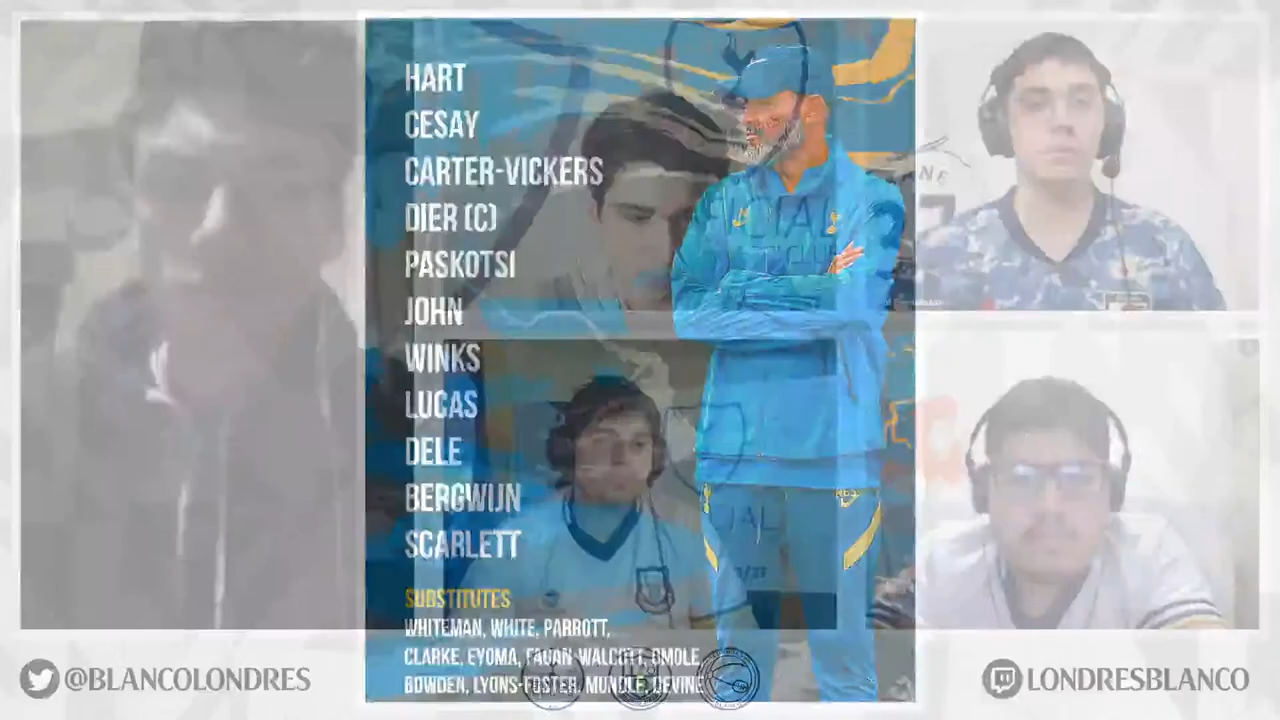 HART
CESAY
CARTER-VICKERS
DIER (C)
PASKOTSI
JOHN
WINKS
LUCAS
DELE
BERGWIJN
SCARLETT
SUBSTITUTES
WHITEMAN, WHITE, PARROTT,
CLARKE, EYOMA, FAGAN-WALCOTT, OMOLE,
BOWDEN, LYONS-FOSTER, MUNDLE, DEVINE
@BLANCOLONDRES
LONDRESBLANCO